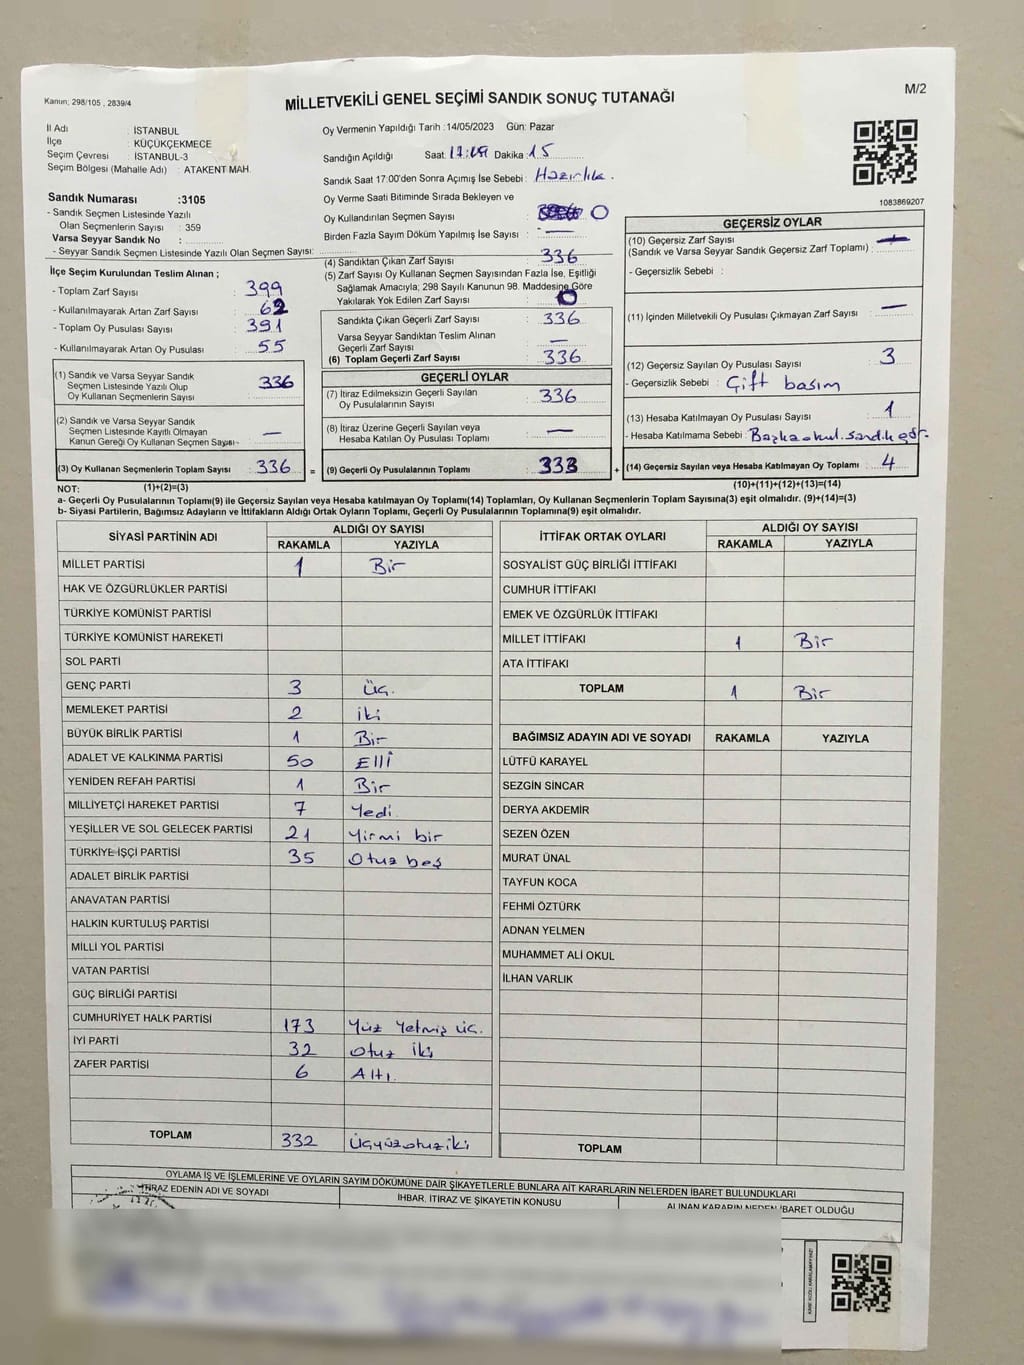 Kanun; 298/105 , 2839/4
MİLLETVEKİLİ GENEL SEÇİMİ SANDIK SONUÇ TUTANAĞI
M/2
İl Adı : İSTANBUL
İlçe : KÜÇÜKÇEKMECE
Seçim Çevresi : İSTANBUL-3
Seçim Bölgesi (Mahalle Adı) : ATAKENT MAH.
Sandık Numarası :3105
- Sandık Seçmen Listesinde Yazılı
Olan Seçmenlerin Sayısı : 359
Varsa Seyyar Sandık No :
- Seyyar Sandık Seçmen Listesinde Yazılı Olan Seçmen Sayısı:
Oy Vermenin Yapıldığı Tarih :14/05/2023 Gün: Pazar
Sandığın Açıldığı Saat. Dakika : 15
Sandık Saat 17:00'den Sonra Açımış İse Sebebi : Hazırlık.
Oy Verme Saati Bitiminde Sırada Bekleyen ve
Oy Kullandırılan Seçmen Sayısı : 0
Birden Fazla Sayım Döküm Yapılmış İse Sayısı : —
1083869207
İlçe Seçim Kurulundan Teslim Alınan ;
- Toplam Zarf Sayısı : 399
- Kullanılmayarak Artan Zarf Sayısı : 62
- Toplam Oy Pusulası Sayısı : 391
- Kullanılmayarak Artan Oy Pusulası : 55
(1) Sandık ve Varsa Seyyar Sandık
Seçmen Listesinde Yazılı Olup
Oy Kullanan Seçmenlerin Sayısı : 336
(2) Sandık ve Varsa Seyyar Sandık
Seçmen Listesinde Kayıtlı Olmayan
Kanun Gereği Oy Kullanan Seçmen Sayısı : —
(3) Oy Kullanan Seçmenlerin Toplam Sayısı : 336 =
(1)+(2)=(3)
(4) Sandıktan Çıkan Zarf Sayısı : 336
(5) Zarf Sayısı Oy Kullanan Seçmen Sayısından Fazla İse, Eşitliği
Sağlamak Amacıyla; 298 Sayılı Kanunun 98. Maddesine Göre
Yakılarak Yok Edilen Zarf Sayısı : 0
Sandıkta Çıkan Geçerli Zarf Sayısı : 336
Varsa Seyyar Sandıktan Teslim Alınan
Geçerli Zarf Sayısı : —
(6) Toplam Geçerli Zarf Sayısı : 336
GEÇERLİ OYLAR
(7) İtiraz Edilmeksizin Geçerli Sayılan
Oy Pusulalarının Sayısı : 336
(8) İtiraz Üzerine Geçerli Sayılan veya
Hesaba Katılan Oy Pusulaları Toplamı : —
(9) Geçerli Oy Pusulalarının Toplamı : 333 +
GEÇERSİZ OYLAR
(10) Geçersiz Zarf Sayısı
(Sandık ve Varsa Seyyar Sandık Geçersiz Zarf Toplamı) : —
- Geçersizlik Sebebi :
(11) İçinden Milletvekili Oy Pusulası Çıkmayan Zarf Sayısı : —
(12) Geçersiz Sayılan Oy Pusulası Sayısı : 3
- Geçersizlik Sebebi : Çift basım
(13) Hesaba Katılmayan Oy Pusulası Sayısı : 1
- Hesaba Katılmama Sebebi :
(14) Geçersiz Sayılan veya Hesaba Katılmayan Oy Toplamı : 4
(10)+(11)+(12)+(13)=(14)
NOT:
a- Geçerli Oy Pusulalarının Toplamı(9) ile Geçersiz Sayılan veya Hesaba katılmayan Oy Toplamı(14) Toplamları, Oy Kullanan Seçmenlerin Toplam Sayısına(3) eşit olmalıdır. (9)+(14)=(3)
b- Siyasi Partilerin, Bağımsız Adayların ve İttifakların Aldığı Ortak Oyların Toplamı, Geçerli Oy Pusulalarının Toplamına(9) eşit olmalıdır.
SİYASİ PARTİNİN ADI ALDIĞI OY SAYISI
RAKAMLA YAZIYLA
MİLLET PARTİSİ 1 Bir
HAK VE ÖZGÜRLÜKLER PARTİSİ
TÜRKİYE KOMÜNİST PARTİSİ
TÜRKİYE KOMÜNİST HAREKETİ
SOL PARTİ
GENÇ PARTİ 3 Üç.
MEMLEKET PARTİSİ 2 iki
BÜYÜK BİRLİK PARTİSİ 1 Bir
ADALET VE KALKINMA PARTİSİ 50 Elli
YENİDEN REFAH PARTİSİ 1 Bir
MİLLİYETÇİ HAREKET PARTİSİ 7 Yedi.
YEŞİLLER VE SOL GELECEK PARTİSİ 21 Yirmi bir
TÜRKİYE İŞÇİ PARTİSİ 35 Otuz beş
ADALET BİRLİK PARTİSİ
ANAVATAN PARTİSİ
HALKIN KURTULUŞ PARTİSİ
MİLLİ YOL PARTİSİ
VATAN PARTİSİ
GÜÇ BİRLİĞİ PARTİSİ
CUMHURİYET HALK PARTİSİ 173 Yüz Yetmiş üç.
İYİ PARTİ 32 Otuz iki
ZAFER PARTİSİ 6 Altı.
TOPLAM 332 Üçyüzotuziki
İTTİFAK ORTAK OYLARI ALDIĞI OY SAYISI
RAKAMLA YAZIYLA
SOSYALİST GÜÇ BİRLİĞİ İTTİFAKI
CUMHUR İTTİFAKI
EMEK VE ÖZGÜRLÜK İTTİFAKI
MİLLET İTTİFAKI 1 Bir
ATA İTTİFAKI
TOPLAM 1 Bir
BAĞIMSIZ ADAYIN ADI VE SOYADI RAKAMLA YAZIYLA
LÜTFÜ KARAYEL
SEZGİN SİNCAR
DERYA AKDEMİR
SEZEN ÖZEN
MURAT ÜNAL
TAYFUN KOCA
FEHMİ ÖZTÜRK
ADNAN YELMEN
MUHAMMET ALİ OKUL
İLHAN VARLIK
TOPLAM
OYLAMA İŞ VE İŞLEMLERİNE VE OYLARIN SAYIM DÖKÜMÜNE DAİR ŞİKAYETLERLE BUNLARA AİT KARARLARIN NELERDEN İBARET BULUNDUKLARI
İTİRAZ EDENİN ADI VE SOYADI
İHBAR, İTİRAZ VE ŞİKAYETİN KONUSU
ALINAN KARARIN NEDEN İBARET OLDUĞU